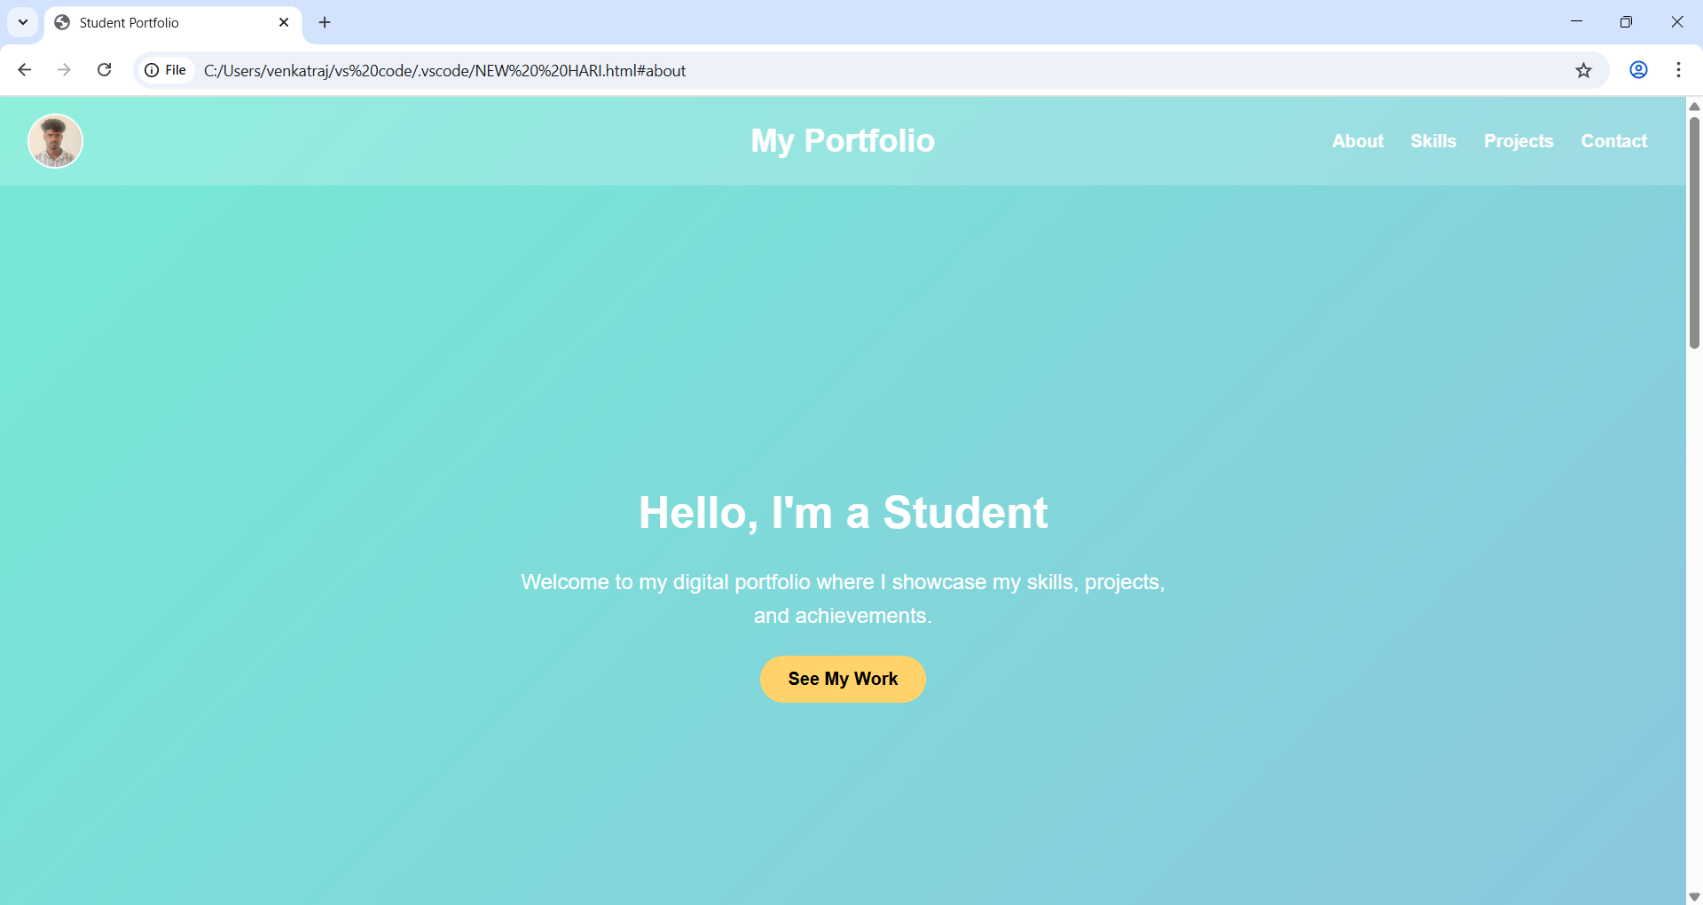 Student Portfolio
File C:/Users/venkatraj/vs%20code/.vscode/NEW%20%20HARI.html#about
My Portfolio
About Skills Projects Contact
Hello, I'm a Student
Welcome to my digital portfolio where I showcase my skills, projects,
and achievements.
See My Work